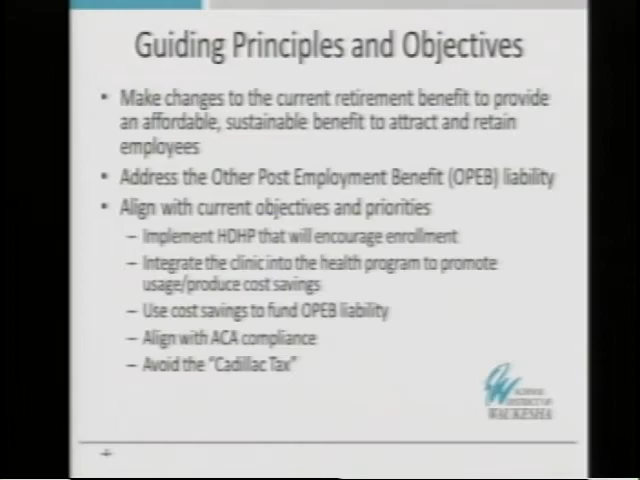 Guiding Principles and Objectives
• Make changes to the current retirement benefit to provide
an affordable, sustainable benefit to attract and retain
employees
• Address the Other Post Employment Benefit (OPEB) liability
• Align with current objectives and priorities
– Implement HDHP that will encourage enrollment
– Integrate the clinic into the health program to promote
usage/produce cost savings
– Use cost savings to fund OPEB liability
– Align with ACA compliance
– Avoid the "Cadillac Tax"
SCHOOL
DISTRICT OF
WAUKESHA